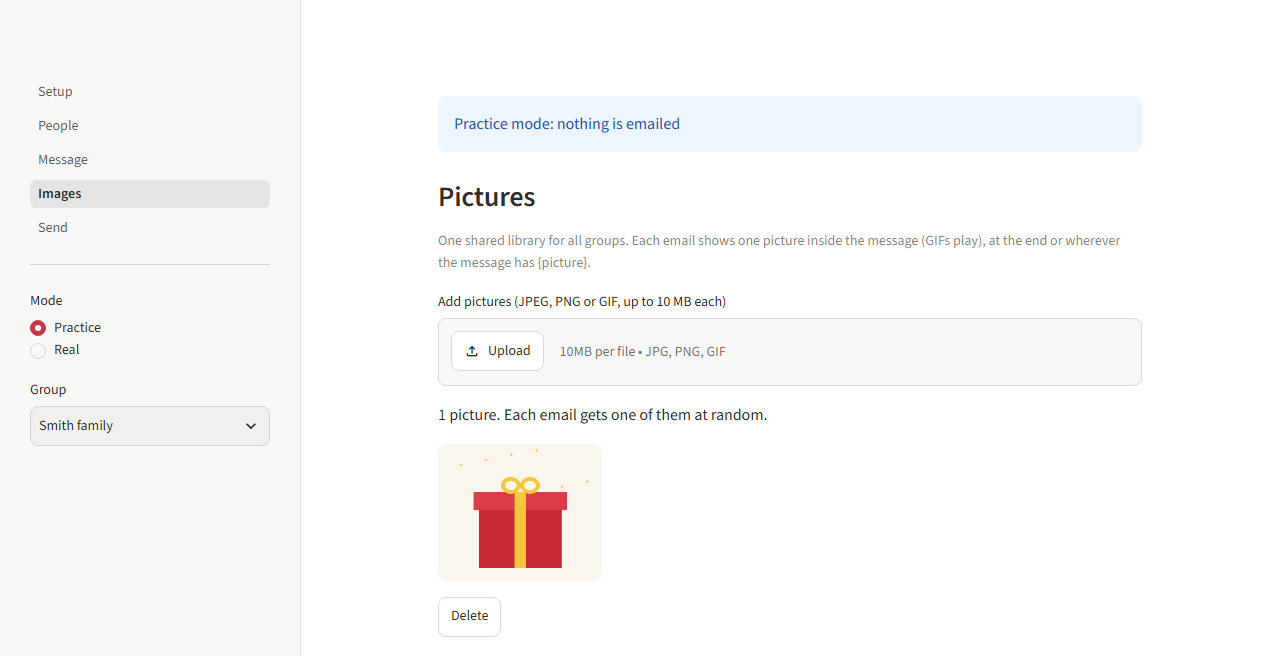 Setup
People
Message
Images
Send
Mode
Practice
Real
Group
Smith family
Practice mode: nothing is emailed
Pictures
One shared library for all groups. Each email shows one picture inside the message (GIFs play), at the end or wherever
the message has {picture}.
Add pictures (JPEG, PNG or GIF, up to 10 MB each)
Upload
10MB per file • JPG, PNG, GIF
1 picture. Each email gets one of them at random.
Delete